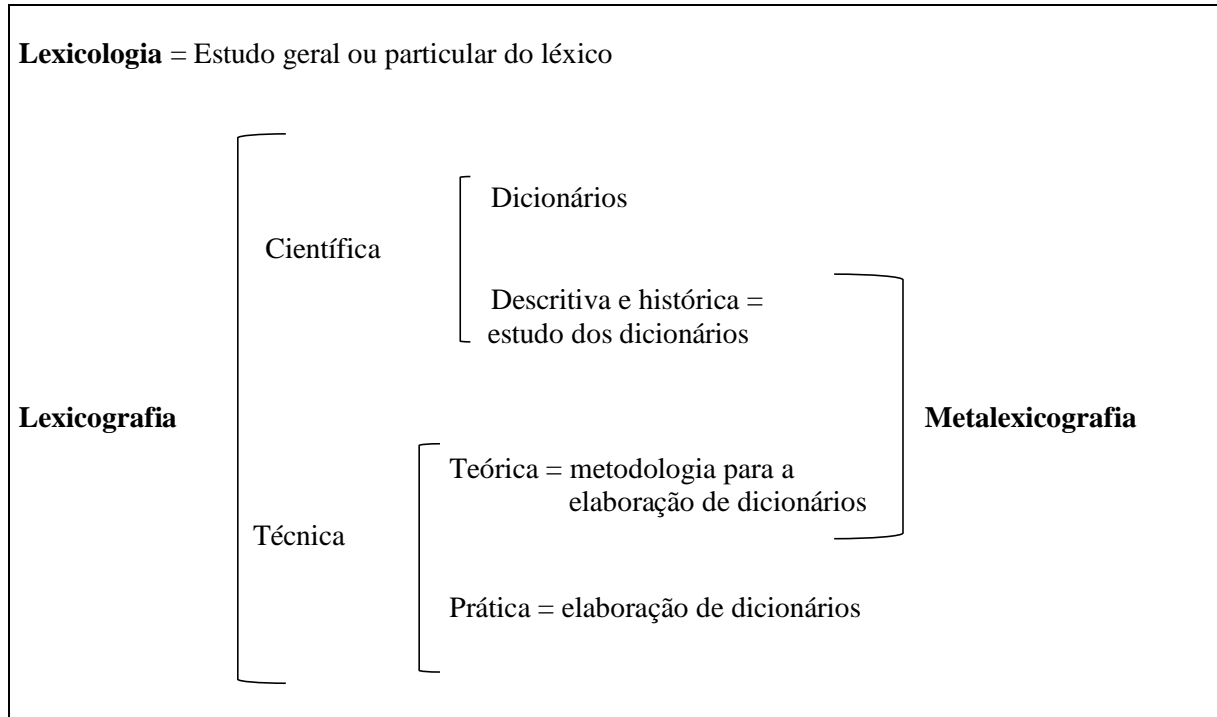 Lexicologia = Estudo geral ou particular do léxico
Dicionários
Científica
Descritiva e histórica =
estudo dos dicionários
Lexicografia
Metalexicografia
Teórica = metodologia para a
elaboração de dicionários
Técnica
Prática = elaboração de dicionários